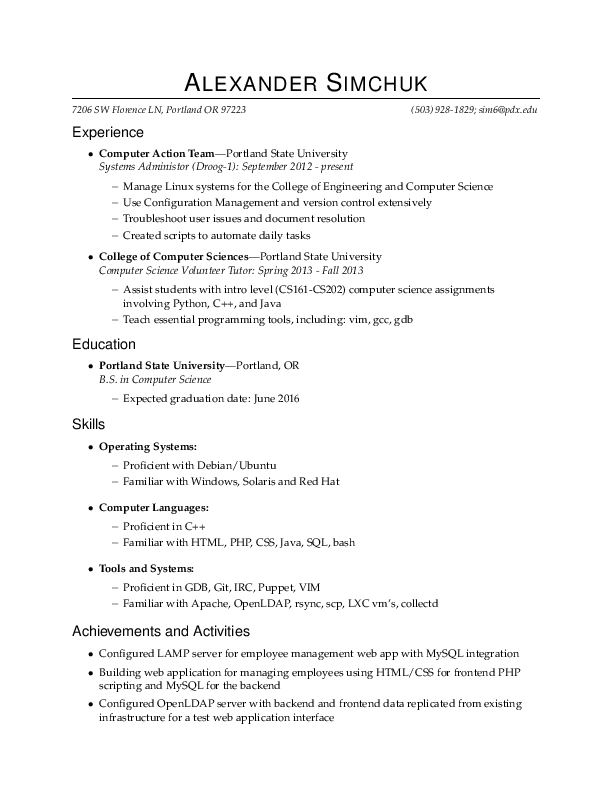 ALEXANDER SIMCHUK
7206 SW Florence LN, Portland OR 97223 (503) 928-1829; sim6@pdx.edu
Experience
• Computer Action Team—Portland State University
Systems Administor (Droog-1): September 2012 - present
– Manage Linux systems for the College of Engineering and Computer Science
– Use Configuration Management and version control extensively
– Troubleshoot user issues and document resolution
– Created scripts to automate daily tasks
• College of Computer Sciences—Portland State University
Computer Science Volunteer Tutor: Spring 2013 - Fall 2013
– Assist students with intro level (CS161-CS202) computer science assignments
involving Python, C++, and Java
– Teach essential programming tools, including: vim, gcc, gdb
Education
• Portland State University—Portland, OR
B.S. in Computer Science
– Expected graduation date: June 2016
Skills
• Operating Systems:
– Proficient with Debian/Ubuntu
– Familiar with Windows, Solaris and Red Hat
• Computer Languages:
– Proficient in C++
– Familiar with HTML, PHP, CSS, Java, SQL, bash
• Tools and Systems:
– Proficient in GDB, Git, IRC, Puppet, VIM
– Familiar with Apache, OpenLDAP, rsync, scp, LXC vm's, collectd
Achievements and Activities
• Configured LAMP server for employee management web app with MySQL integration
• Building web application for managing employees using HTML/CSS for frontend PHP
scripting and MySQL for the backend
• Configured OpenLDAP server with backend and frontend data replicated from existing
infrastructure for a test web application interface